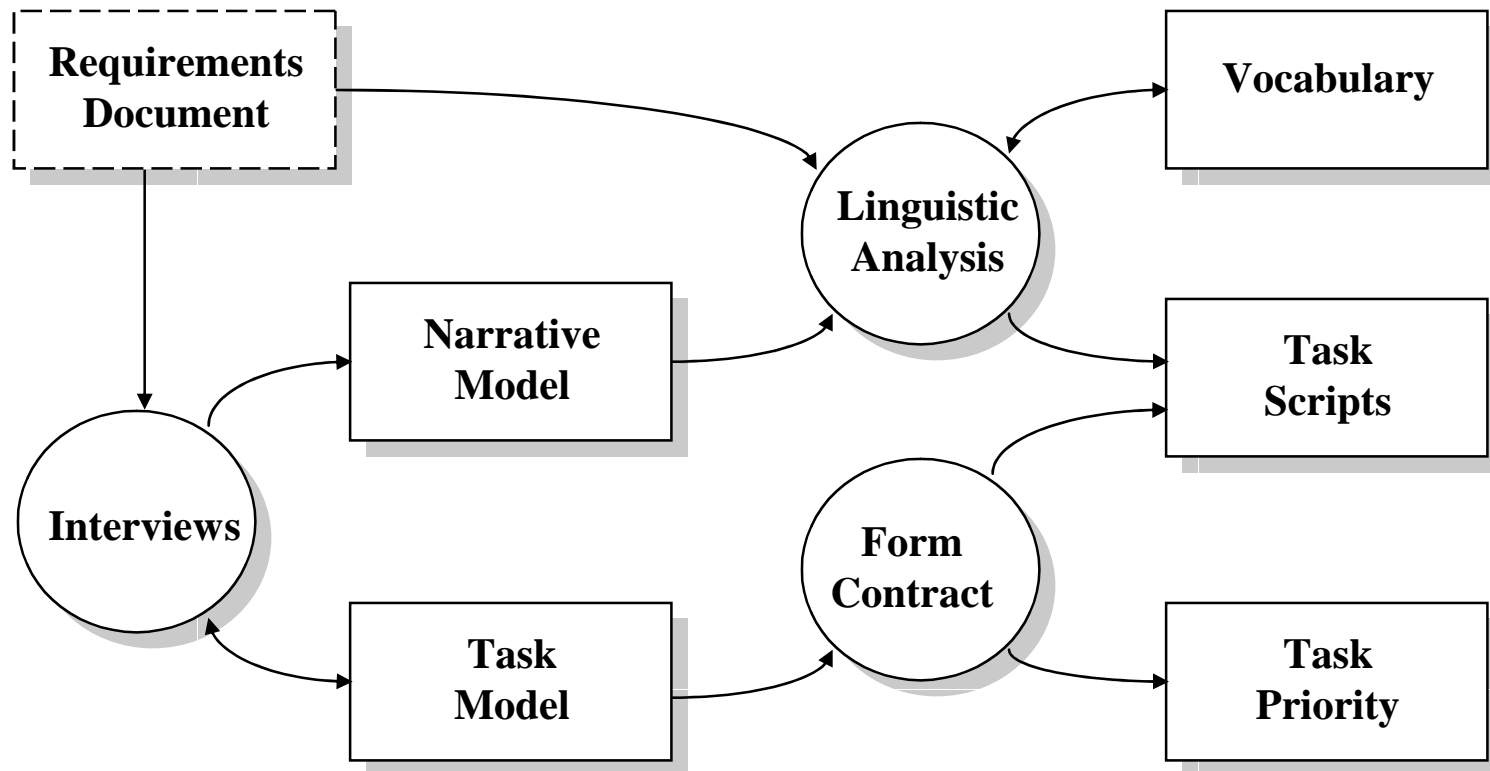 Requirements
Document
Vocabulary
Linguistic
Analysis
Narrative
Model
Task
Scripts
Interviews
Form
Contract
Task
Model
Task
Priority